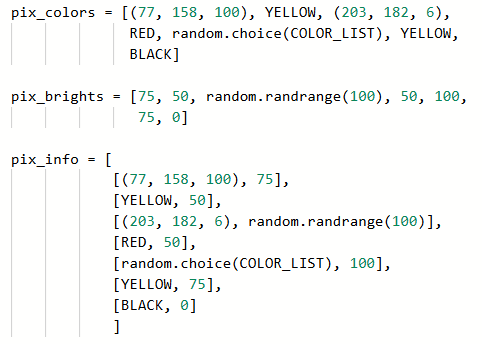 pix_colors = [(77, 158, 100), YELLOW, (203, 182, 6),
RED, random.choice(COLOR_LIST), YELLOW,
BLACK]
pix_brights = [75, 50, random.randrange(100), 50, 100,
75, 0]
pix_info = [
[(77, 158, 100), 75],
[YELLOW, 50],
[(203, 182, 6), random.randrange(100)],
[RED, 50],
[random.choice(COLOR_LIST), 100],
[YELLOW, 75],
[BLACK, 0]
]